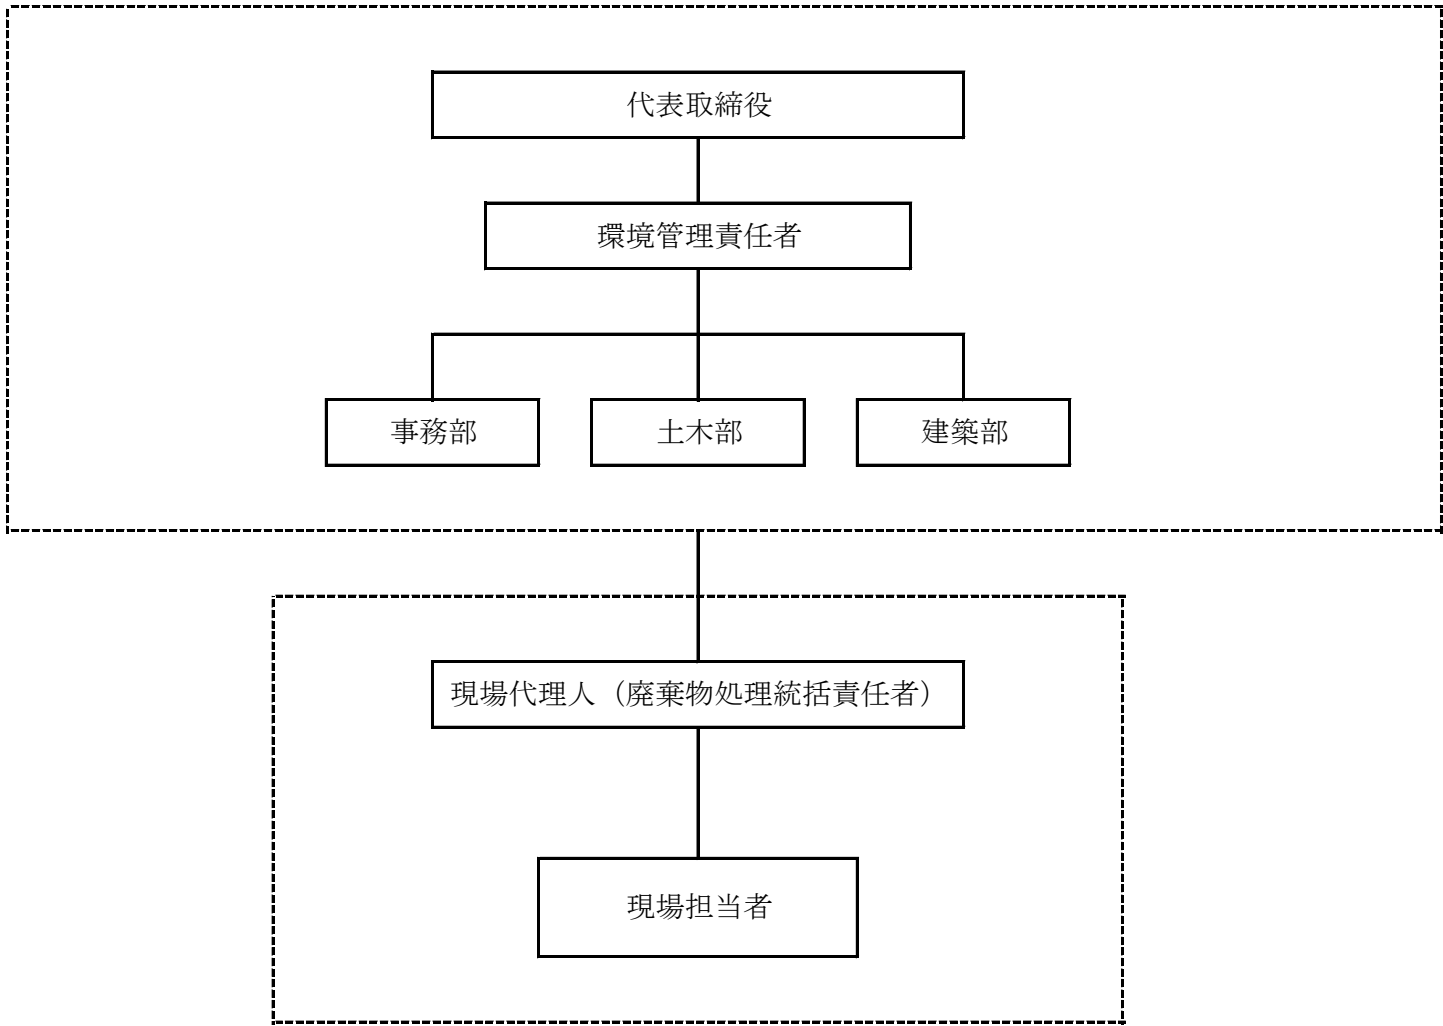 代表取締役
環境管理責任者
事務部
土木部
建築部
現場代理人（廃棄物処理統括責任者）
現場担当者